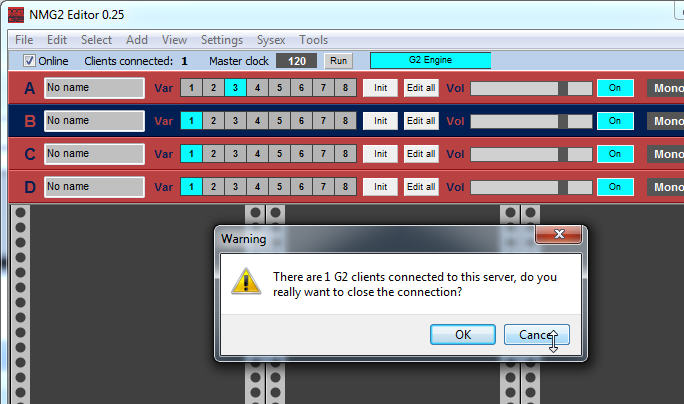 NMG2 Editor 0.25
File Edit Select Add View Settings Sysex Tools
Online Clients connected: 1 Master clock 120 Run G2 Engine
A No name Var 1 2 3 4 5 6 7 8 Init Edit all Vol On Mono
B No name Var 1 2 3 4 5 6 7 8 Init Edit all Vol On Mono
C No name Var 1 2 3 4 5 6 7 8 Init Edit all Vol On Mono
D No name Var 1 2 3 4 5 6 7 8 Init Edit all Vol On Mono
Warning
There are 1 G2 clients connected to this server, do you
really want to close the connection?
OK Cancel